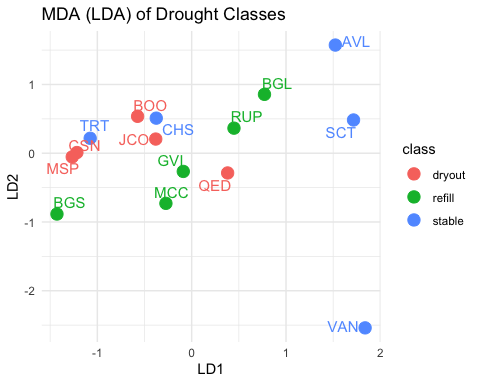 MDA (LDA) of Drought Classes
AVL
BGL
BOO
RUP
TRT
CHS
SCT
CSN
JCO
MSP
GVL
QED
MCC
BGS
VAN
1
0
-1
-2
LD2
-1
0
1
2
LD1
class
dryout
refill
stable